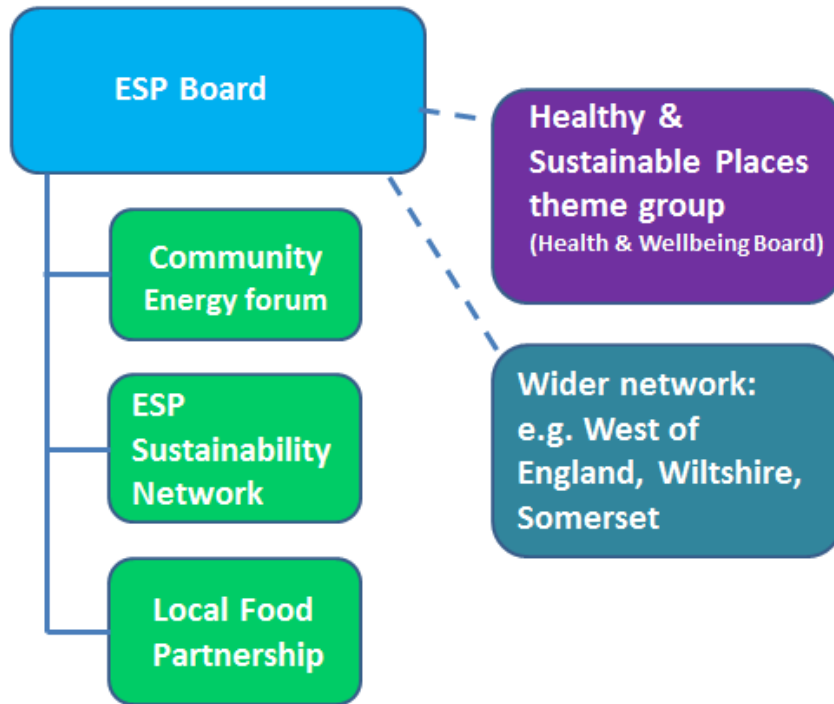 ESP Board
Healthy &
Sustainable Places
theme group
(Health & Wellbeing Board)
Community
Energy forum
ESP
Sustainability
Network
Wider network:
e.g. West of
England, Wiltshire,
Somerset
Local Food
Partnership